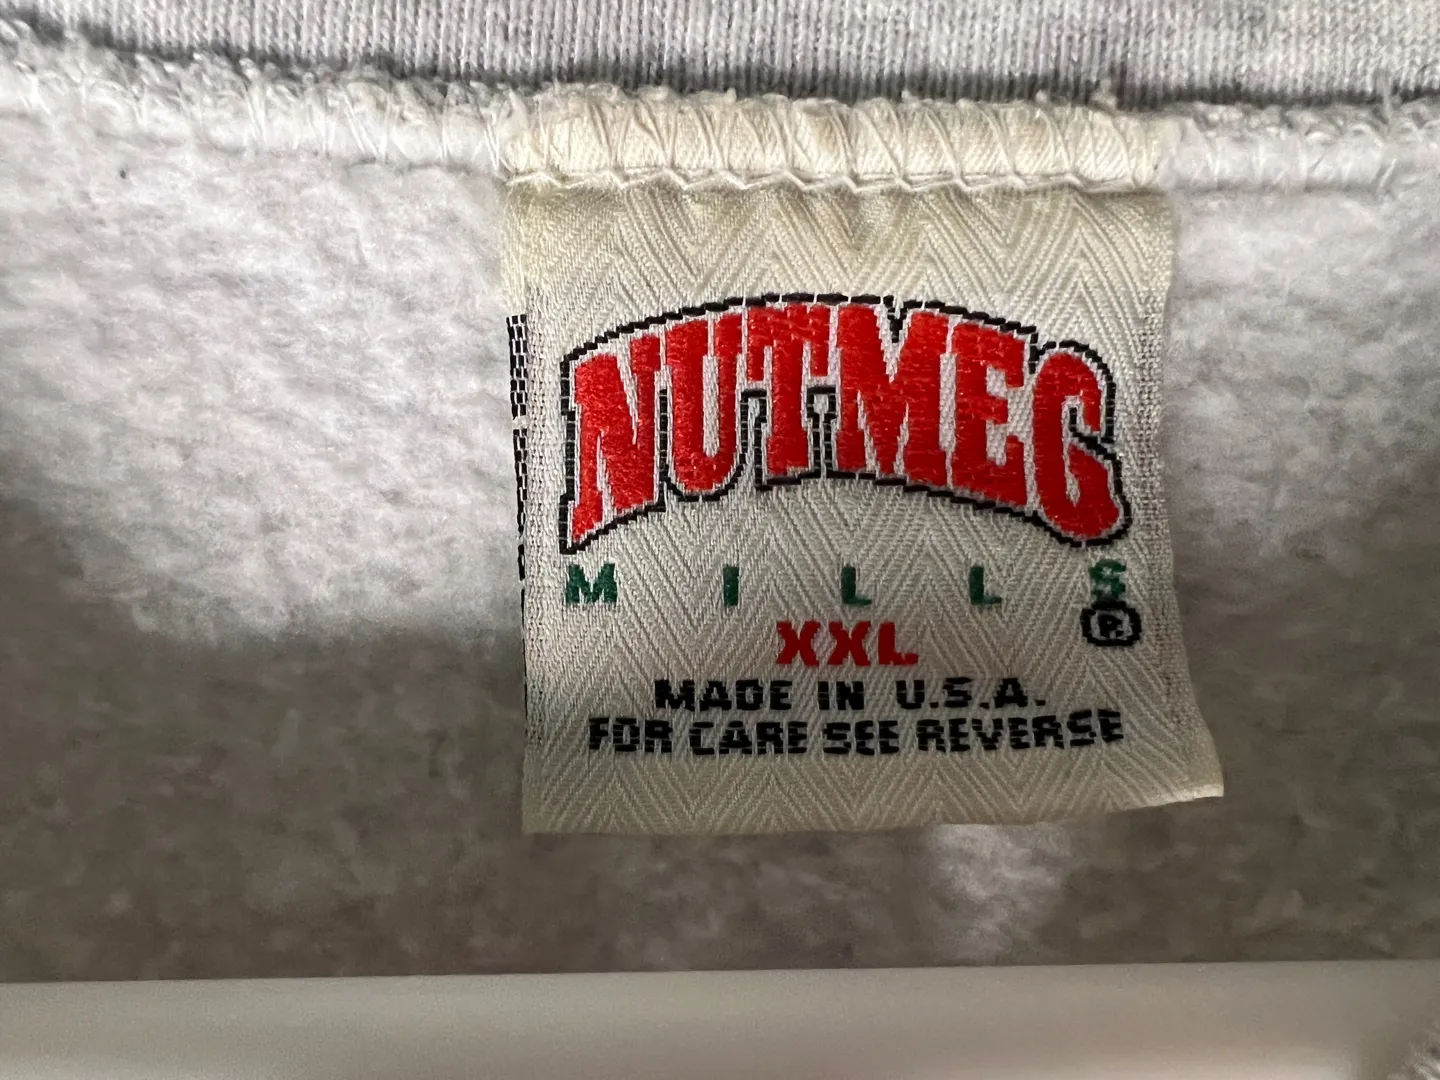 NUTMEG
MILLS
®
XXL
MADE IN U.S.A.
FOR CARE SEE REVERSE